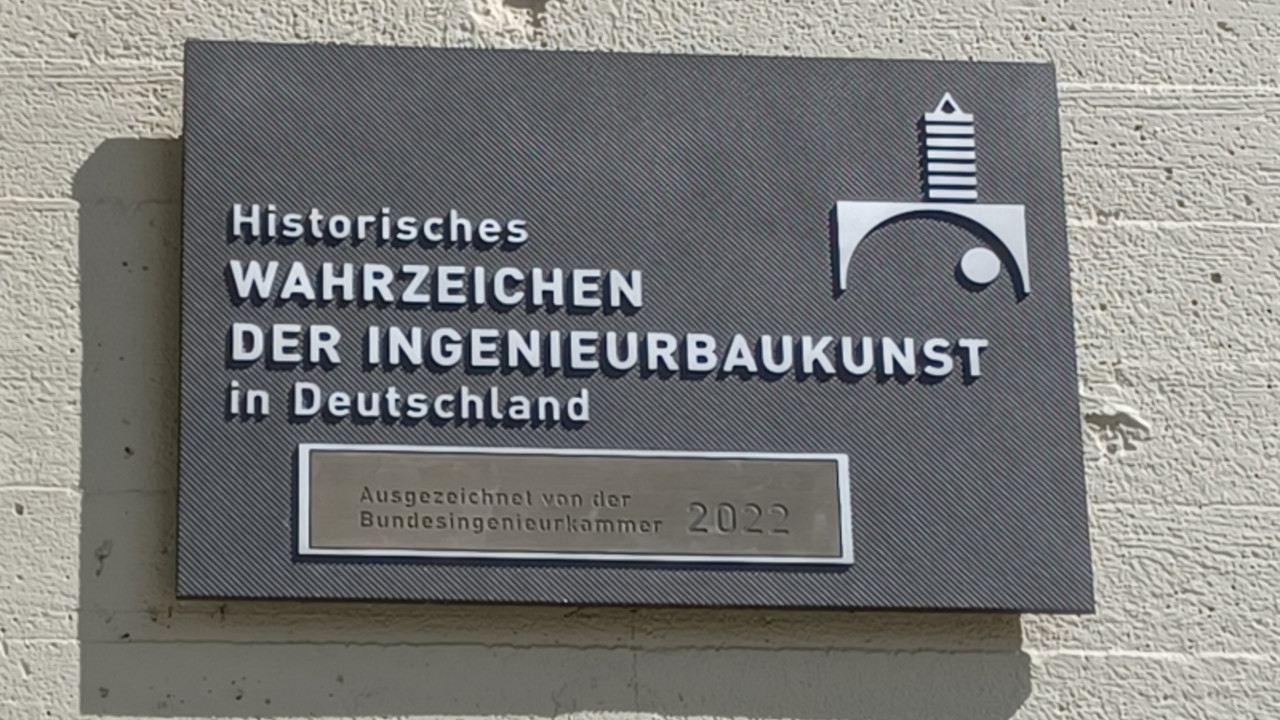 Historisches
WAHRZEICHEN
DER INGENIEURBAUKUNST
in Deutschland
Ausgezeichnet von der
Bundesingenieurkammer 2022